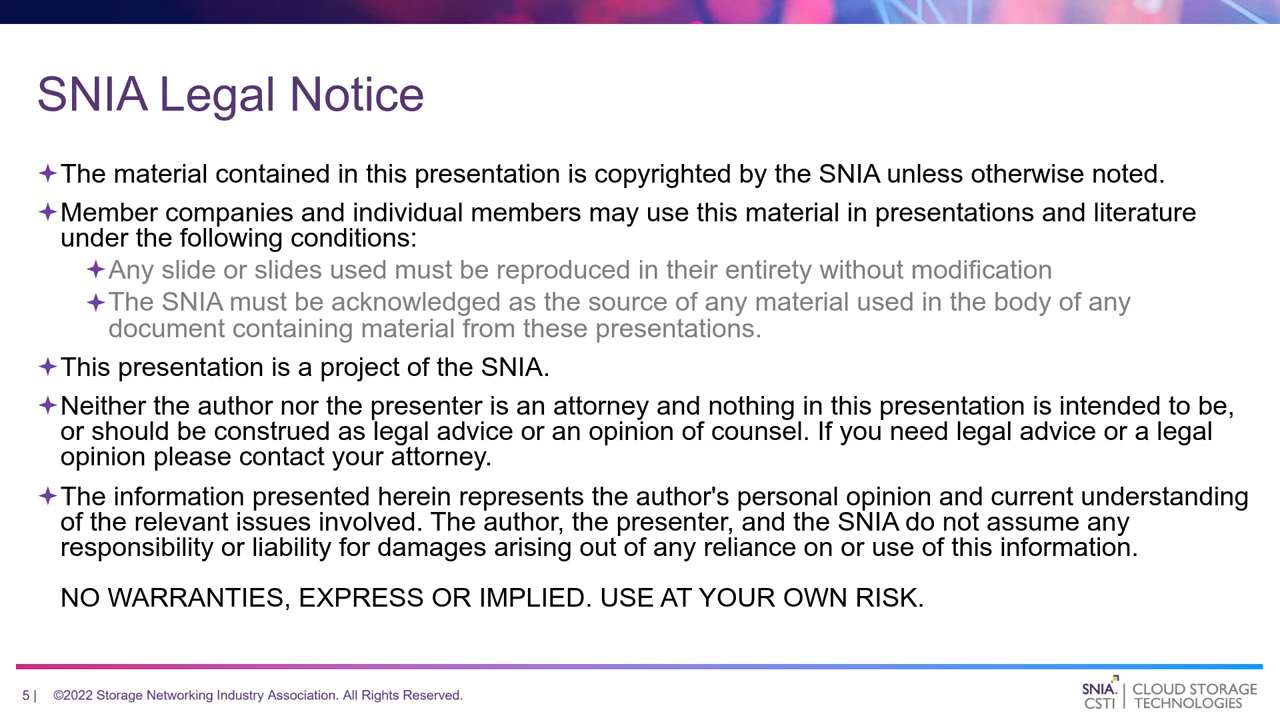 SNIA Legal Notice
The material contained in this presentation is copyrighted by the SNIA unless otherwise noted.
Member companies and individual members may use this material in presentations and literature
under the following conditions:
Any slide or slides used must be reproduced in their entirety without modification
The SNIA must be acknowledged as the source of any material used in the body of any
document containing material from these presentations.
This presentation is a project of the SNIA.
Neither the author nor the presenter is an attorney and nothing in this presentation is intended to be,
or should be construed as legal advice or an opinion of counsel. If you need legal advice or a legal
opinion please contact your attorney.
The information presented herein represents the author's personal opinion and current understanding
of the relevant issues involved. The author, the presenter, and the SNIA do not assume any
responsibility or liability for damages arising out of any reliance on or use of this information.
NO WARRANTIES, EXPRESS OR IMPLIED. USE AT YOUR OWN RISK.
5 | ©2022 Storage Networking Industry Association. All Rights Reserved.
SNIA. | CLOUD STORAGE
CSTI | TECHNOLOGIES